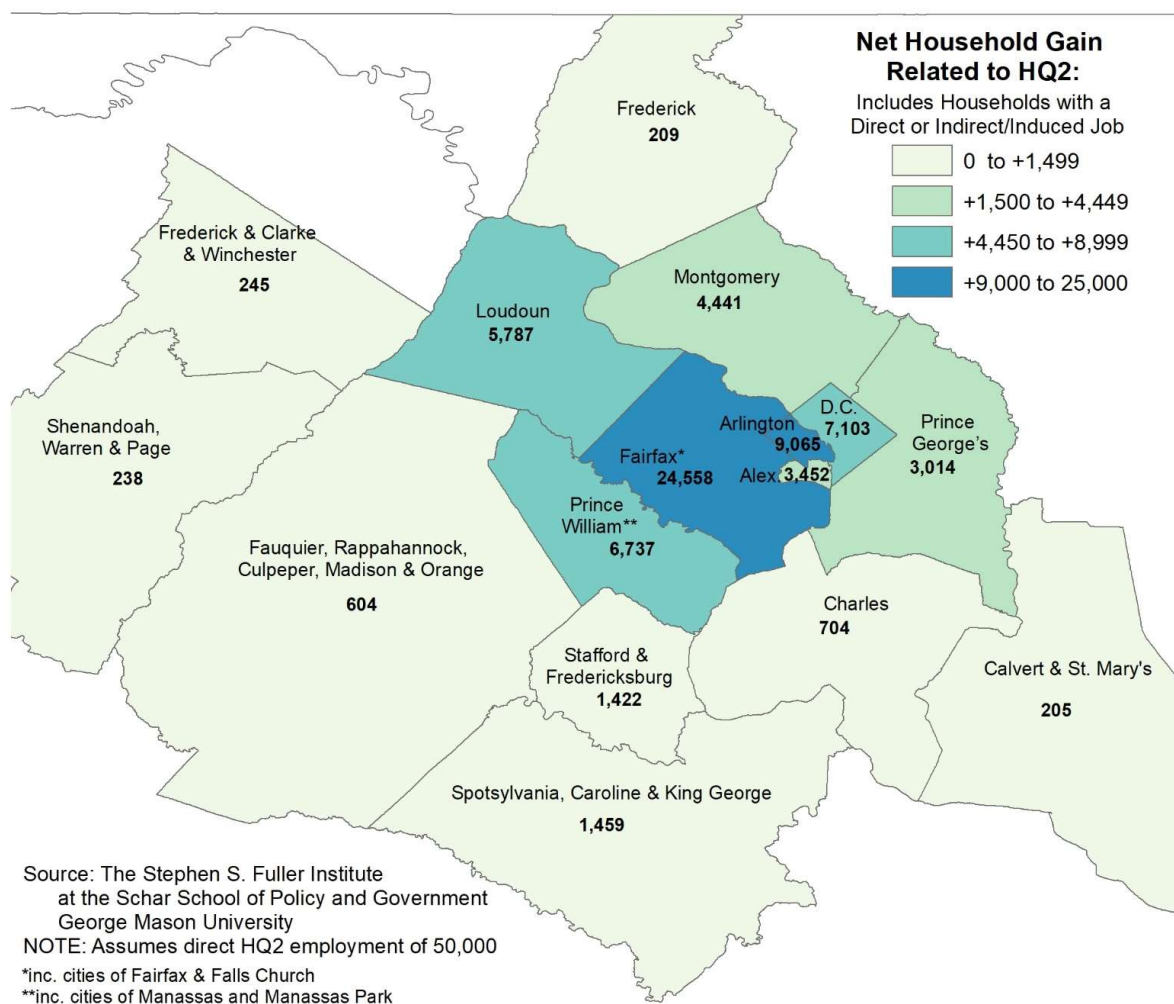 Net Household Gain
Related to HQ2:
Includes Households with a
Direct or Indirect/Induced Job
0 to +1,499
+1,500 to +4,449
+4,450 to +8,999
+9,000 to 25,000
Frederick
209
Frederick & Clarke
& Winchester
245
Loudoun
5,787
Montgomery
4,441
Shenandoah,
Warren & Page
238
D.C.
7,103
Arlington
9,065
Prince
George's
3,014
Fairfax*
24,558
Alex.
3,452
Prince
William**
6,737
Fauquier, Rappahannock,
Culpeper, Madison & Orange
604
Charles
704
Stafford &
Fredericksburg
1,422
Calvert & St. Mary's
205
Spotsylvania, Caroline & King George
1,459
Source: The Stephen S. Fuller Institute
at the Schar School of Policy and Government
George Mason University
NOTE: Assumes direct HQ2 employment of 50,000
*inc. cities of Fairfax & Falls Church
**inc. cities of Manassas and Manassas Park